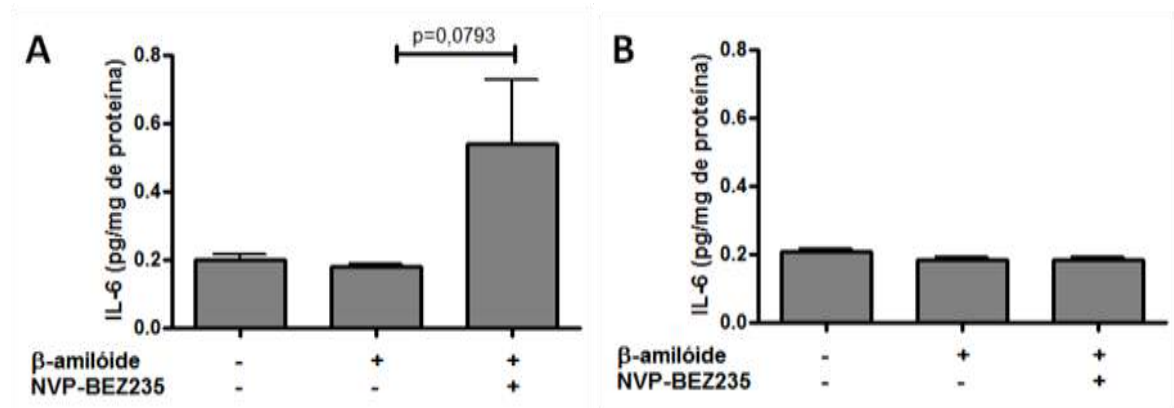 A
p=0,0793
IL-6 (pg/mg de proteína)
0.8
0.6
0.4
0.2
0.0
β-amilóide - + +
NVP-BEZ235 - - +
B
IL-6 (pg/mg de proteína)
0.8
0.6
0.4
0.2
0.0
β-amilóide - + +
NVP-BEZ235 - - +